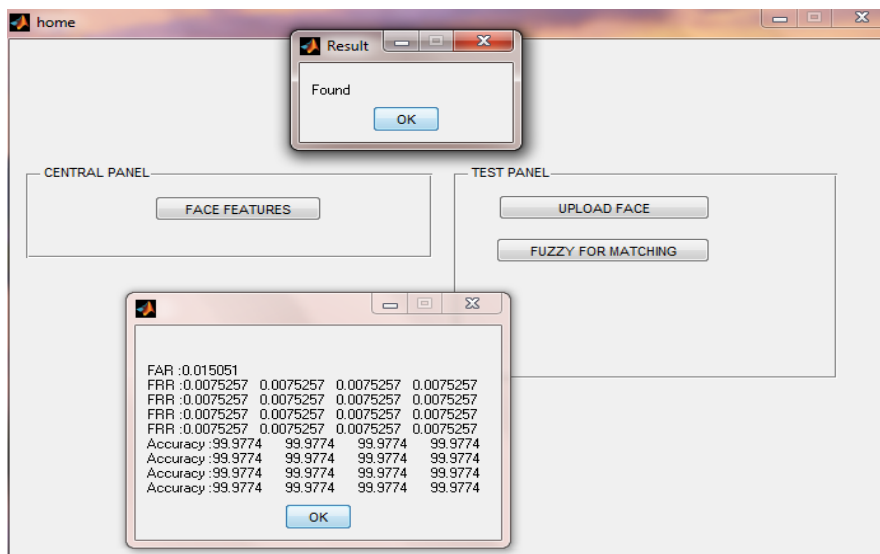 home
Result
Found
OK
CENTRAL PANEL
FACE FEATURES
TEST PANEL
UPLOAD FACE
FUZZY FOR MATCHING
FAR :0.015051
FRR :0.0075257 0.0075257 0.0075257 0.0075257
FRR :0.0075257 0.0075257 0.0075257 0.0075257
FRR :0.0075257 0.0075257 0.0075257 0.0075257
FRR :0.0075257 0.0075257 0.0075257 0.0075257
Accuracy :99.9774 99.9774 99.9774 99.9774
Accuracy :99.9774 99.9774 99.9774 99.9774
Accuracy :99.9774 99.9774 99.9774 99.9774
Accuracy :99.9774 99.9774 99.9774 99.9774
OK